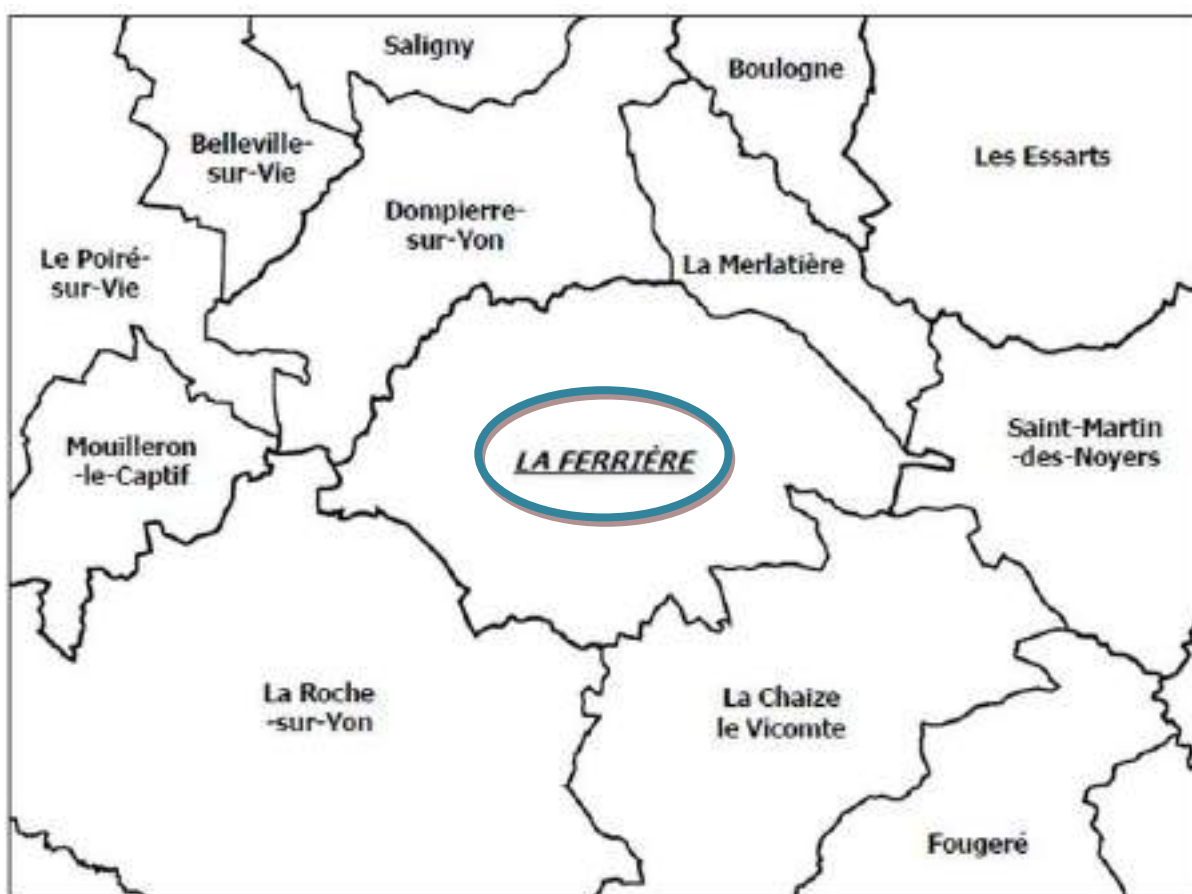 Saligny
Boulogne
Belleville-
sur-Vie
Les Essarts
Dompierre-
sur-Yon
Le Poiré-
sur-Vie
La Merlatière
Mouilleron
-le-Captif
LA FERRIÈRE
Saint-Martin
-des-Noyers
La Roche
-sur-Yon
La Chaize
le Vicomte
Fougeré